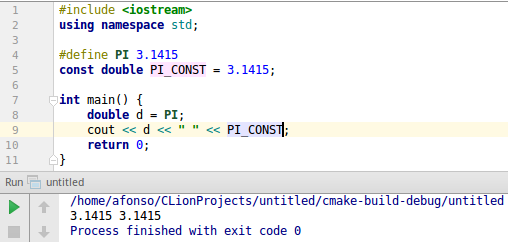 1 #include <iostream>
2 using namespace std;
3
4 #define PI 3.1415
5 const double PI_CONST = 3.1415;
6
7 int main() {
8 double d = PI;
9 cout << d << " " << PI_CONST;
10 return 0;
11 }
Run untitled
/home/afonso/CLionProjects/untitled/cmake-build-debug/untitled
3.1415 3.1415
Process finished with exit code 0